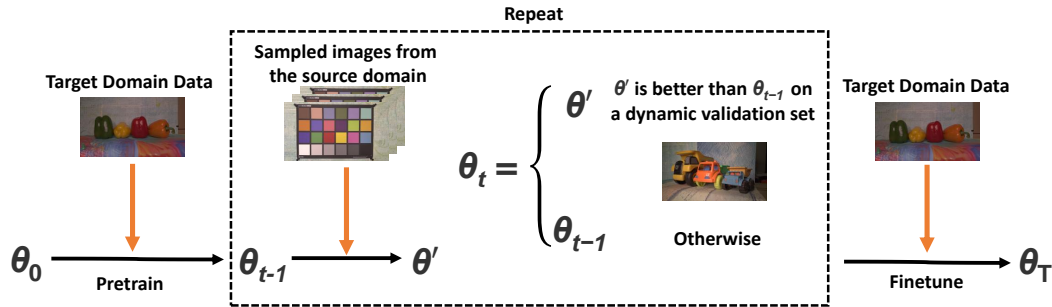 Repeat
Target Domain Data
Sampled images from
the source domain
θ′ is better than θt−1 on
a dynamic validation set
Target Domain Data
θt =
θ′
θt−1
Otherwise
θ0
Pretrain
θt-1
θ′
Finetune
θT